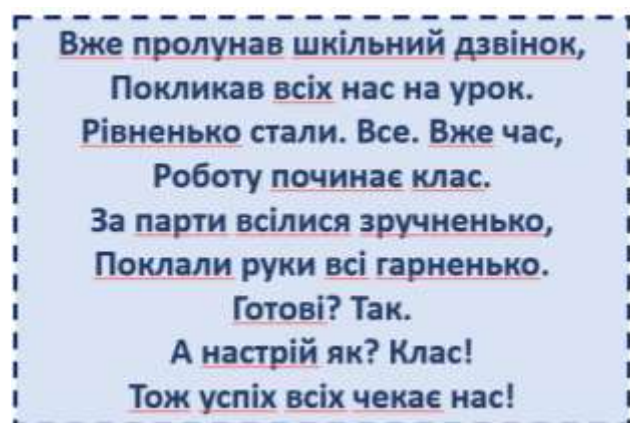 Вже пролунав шкільний дзвінок,
Покликав всіх нас на урок.
Рівненько стали. Все. Вже час,
Роботу починає клас.
За парти всілися зручненько,
Поклали руки всі гарненько.
Готові? Так.
А настрій як? Клас!
Тож успіх всіх чекає нас!